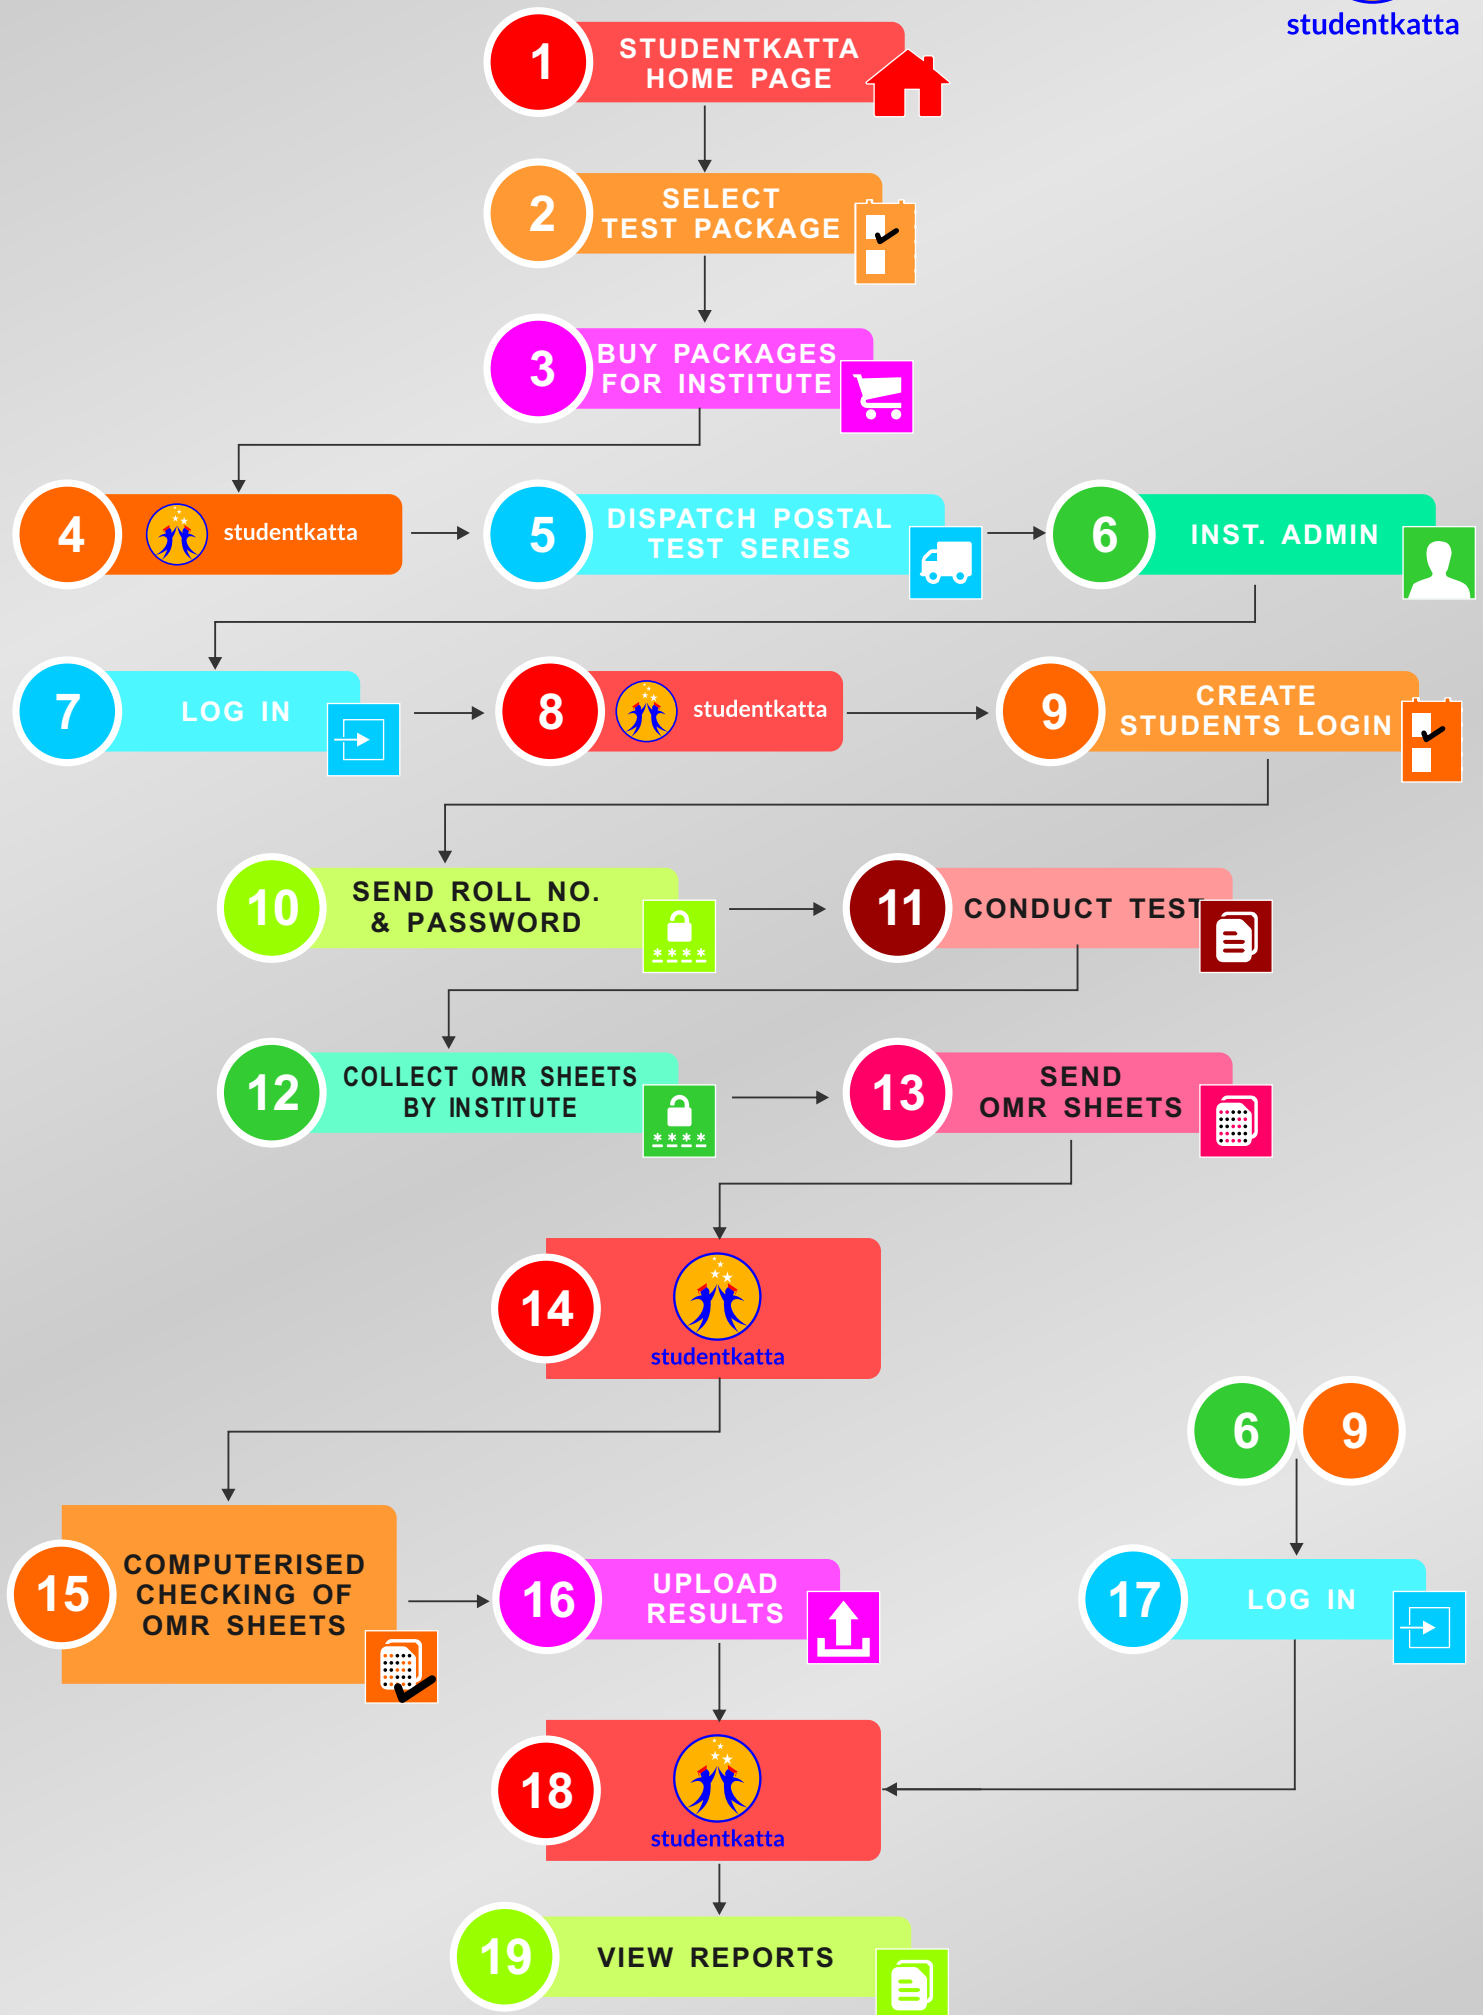 studentkatta
1
STUDENTKATTA
HOME PAGE
2
SELECT
TEST PACKAGE
3
BUY PACKAGES
FOR INSTITUTE
4
studentkatta
5
DISPATCH POSTAL
TEST SERIES
6
INST. ADMIN
7
LOG IN
8
studentkatta
9
CREATE
STUDENTS LOGIN
10
SEND ROLL NO.
& PASSWORD
****
11
CONDUCT TEST
12
COLLECT OMR SHEETS
BY INSTITUTE
****
13
SEND
OMR SHEETS
14
studentkatta
6
9
15
COMPUTERISED
CHECKING OF
OMR SHEETS
16
UPLOAD
RESULTS
17
LOG IN
18
studentkatta
19
VIEW REPORTS